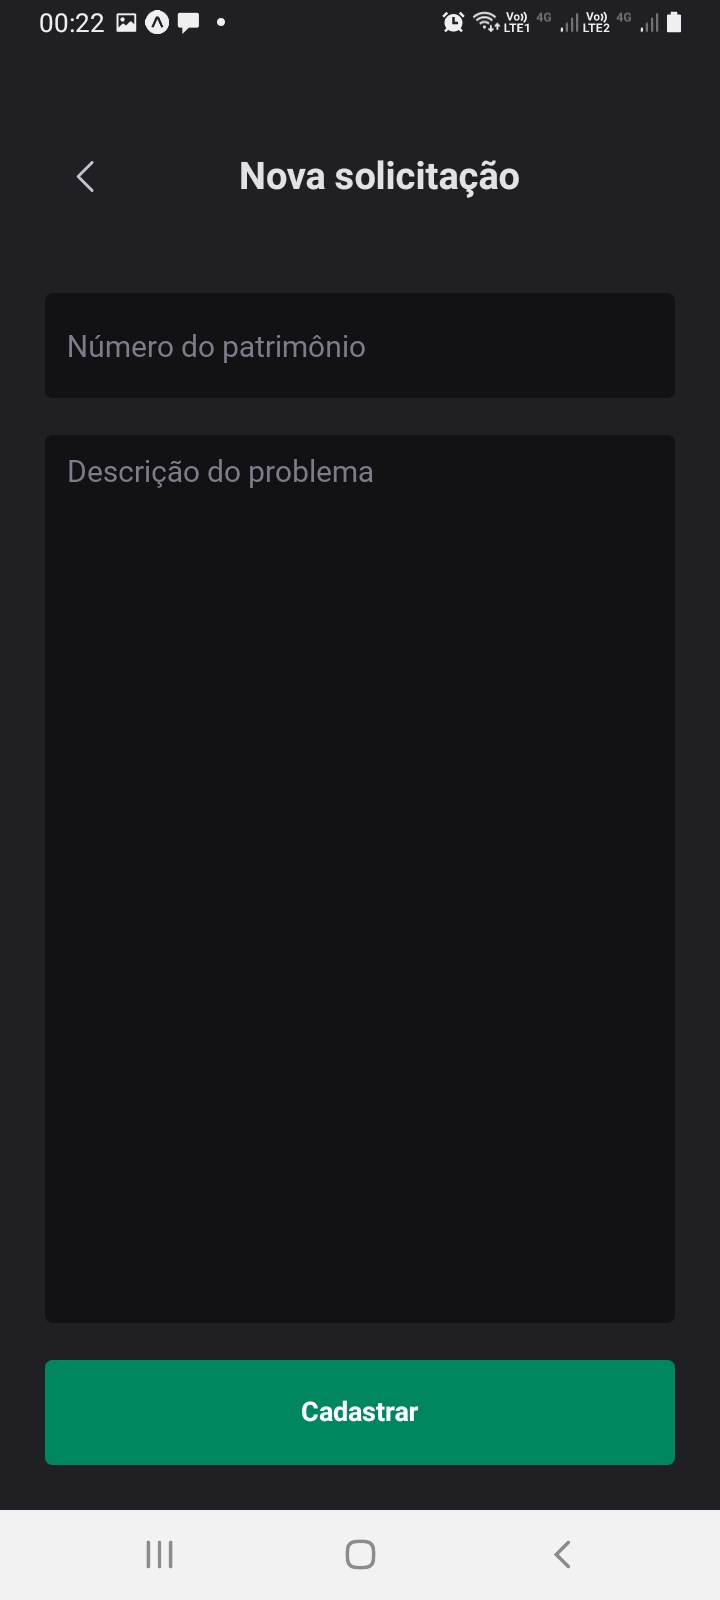 00:22
Vo)) LTE1 4G Vo)) LTE2 4G
Nova solicitação
Número do patrimônio
Descrição do problema
Cadastrar